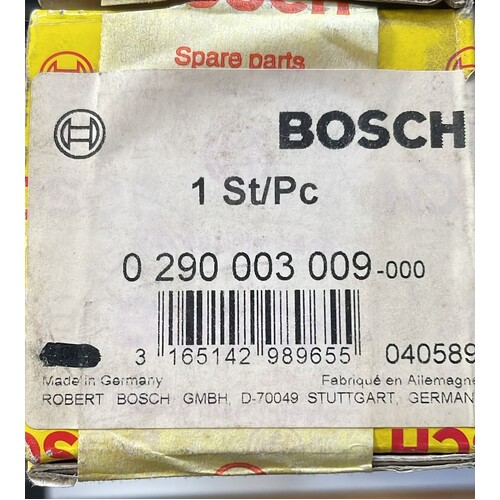 BOSCH
Spare parts
BOSCH
1 St/Pc
0 290 003 009-000
3 165142 989655 040589
Made in Germany Fabriqué en Allemagne
ROBERT BOSCH GMBH, D-70049 STUTTGART, GERMAN